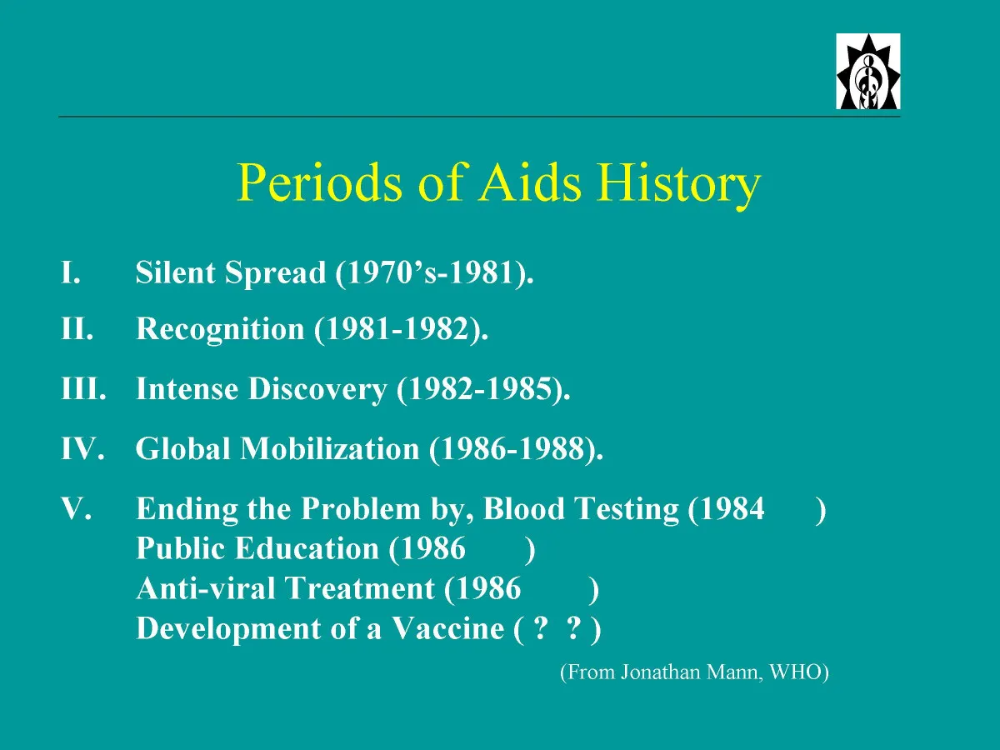 Periods of Aids History
I. Silent Spread (1970’s-1981).
II. Recognition (1981-1982).
III. Intense Discovery (1982-1985).
IV. Global Mobilization (1986-1988).
V. Ending the Problem by, Blood Testing (1984 )
Public Education (1986 )
Anti-viral Treatment (1986 )
Development of a Vaccine ( ? ? )
(From Jonathan Mann, WHO)